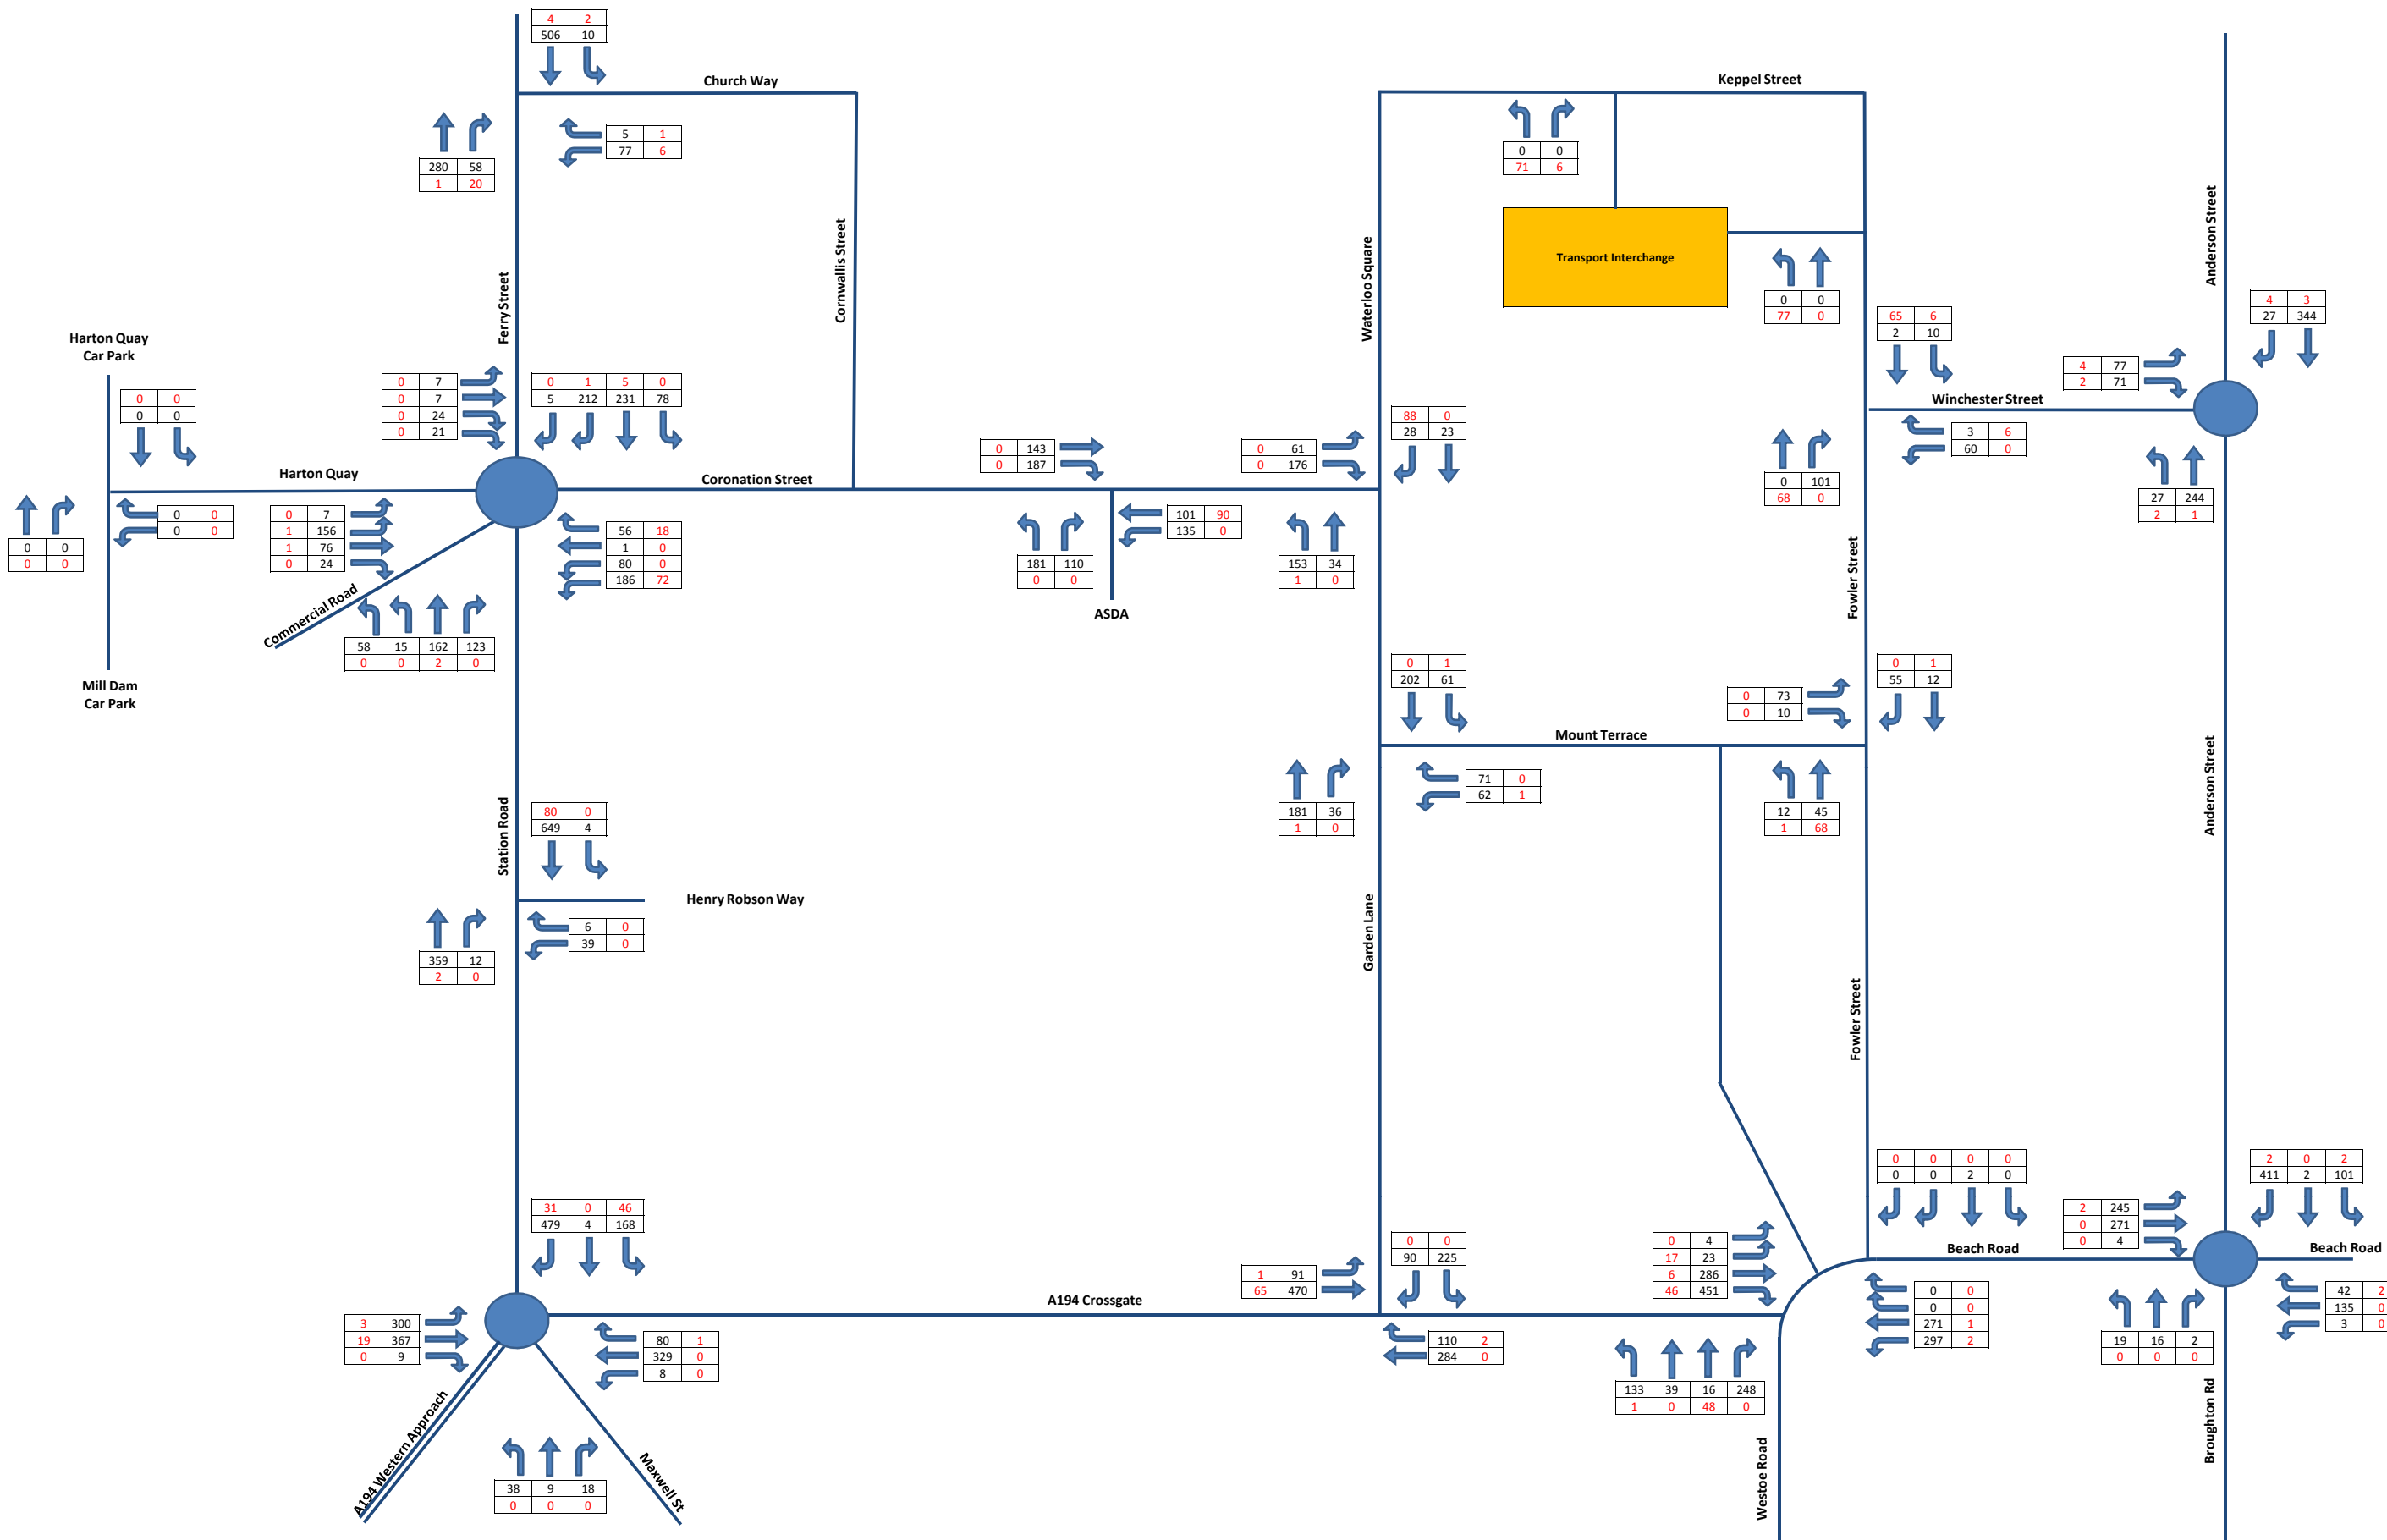 4 2
506 10
Church Way
Keppel Street
5 1
77 6
280 58
1 20
0 0
71 6
Ferry Street
Cornwallis Street
Waterloo Square
Transport Interchange
Anderson Street
0 0
77 0
65 6
2 10
4 3
27 344
Harton Quay
Car Park
0 0
0 0
0 7
0 7
0 24
0 21
0 1 5 0
5 212 231 78
4 77
2 71
Winchester Street
88 0
28 23
0 143
0 187
0 61
0 176
3 6
60 0
0 101
68 0
Harton Quay
Coronation Street
27 244
2 1
0 0
0 0
0 0
0 0
0 7
1 156
1 76
0 24
56 18
1 0
80 0
186 72
101 90
135 0
181 110
0 0
153 34
1 0
Fowler Street
Commercial Road
ASDA
58 15 162 123
0 0 2 0
Mill Dam
Car Park
0 1
202 61
0 73
0 10
0 1
55 12
Mount Terrace
Anderson Street
71 0
62 1
181 36
1 0
12 45
1 68
Station Road
80 0
649 4
Henry Robson Way
6 0
39 0
359 12
2 0
Garden Lane
Fowler Street
31 0 46
479 4 168
0 0
90 225
1 91
65 470
0 4
17 23
6 286
46 451
0 0 0 0
0 0 2 0
2 245
0 271
0 4
2 0 2
411 2 101
Beach Road
Beach Road
A194 Crossgate
3 300
19 367
0 9
80 1
329 0
8 0
110 2
284 0
0 0
0 0
271 1
297 2
42 2
135 0
3 0
19 16 2
0 0 0
133 39 16 248
1 0 48 0
A194 Western Approach
Maxwell St
38 9 18
0 0 0
Westoe Road
Broughton Rd